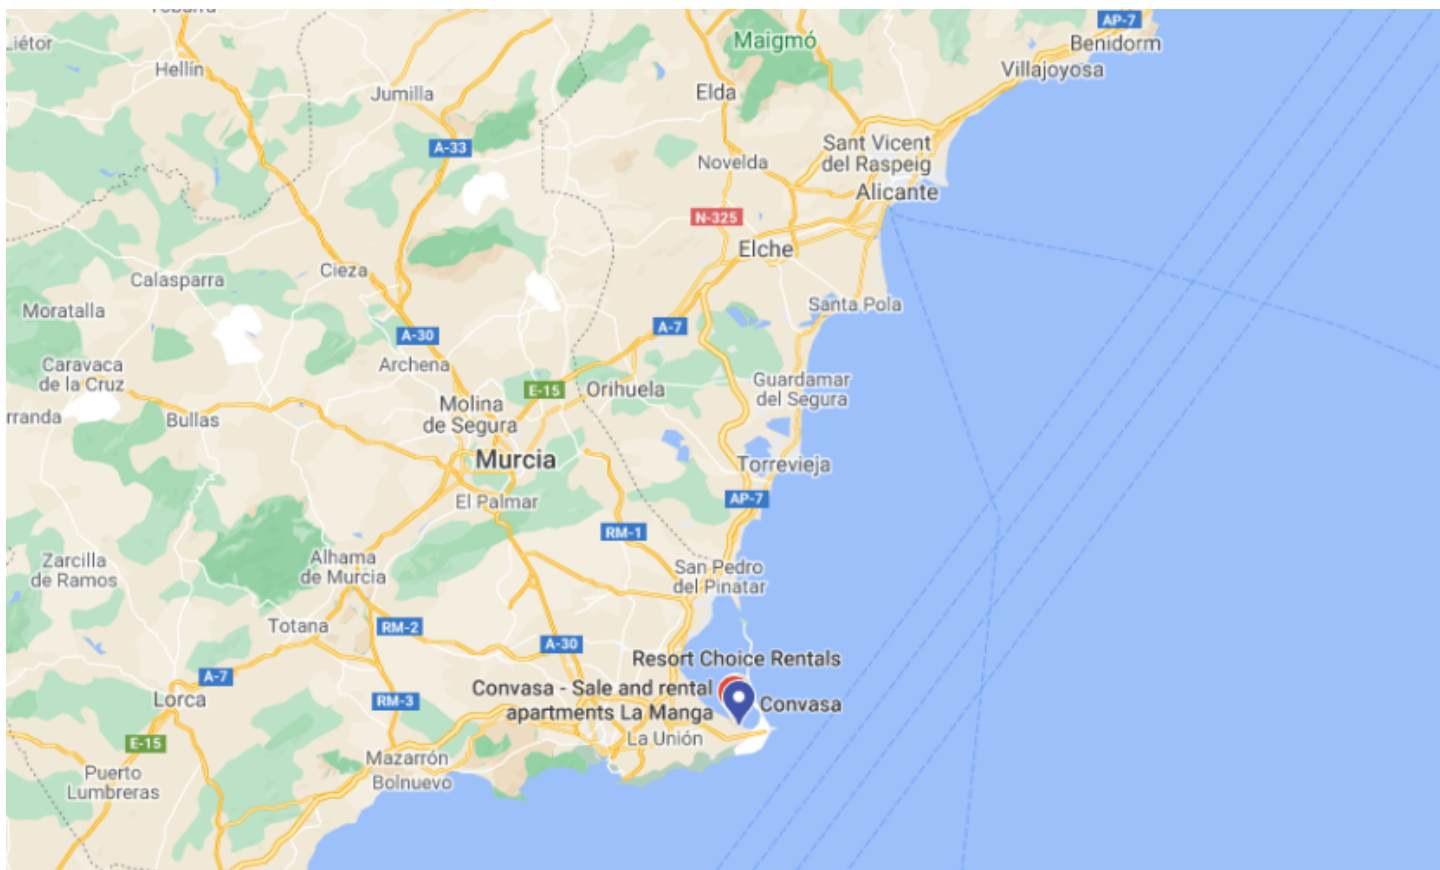 AP-7
Benidorm
Liétor
Maigmó
Villajoyosa
Hellín
Jumilla
Elda
A-33
Sant Vicent
del Raspeig
Novelda
Alicante
N-325
Elche
Cieza
Calasparra
Moratalla
Santa Pola
A-7
A-30
Caravaca
de la Cruz
Archena
Guardamar
del Segura
E-15
Orihuela
Molina
de Segura
rranda
Bullas
Murcia
Torrevieja
El Palmar
AP-7
RM-1
Zarcilla
de Ramos
Alhama
de Murcia
San Pedro
del Pinatar
Totana
RM-2
A-30
Resort Choice Rentals
A-7
Convasa - Sale and rental
apartments La Manga
Convasa
Lorca
RM-3
E-15
La Unión
Mazarrón
Bolnuevo
Puerto
Lumbreras